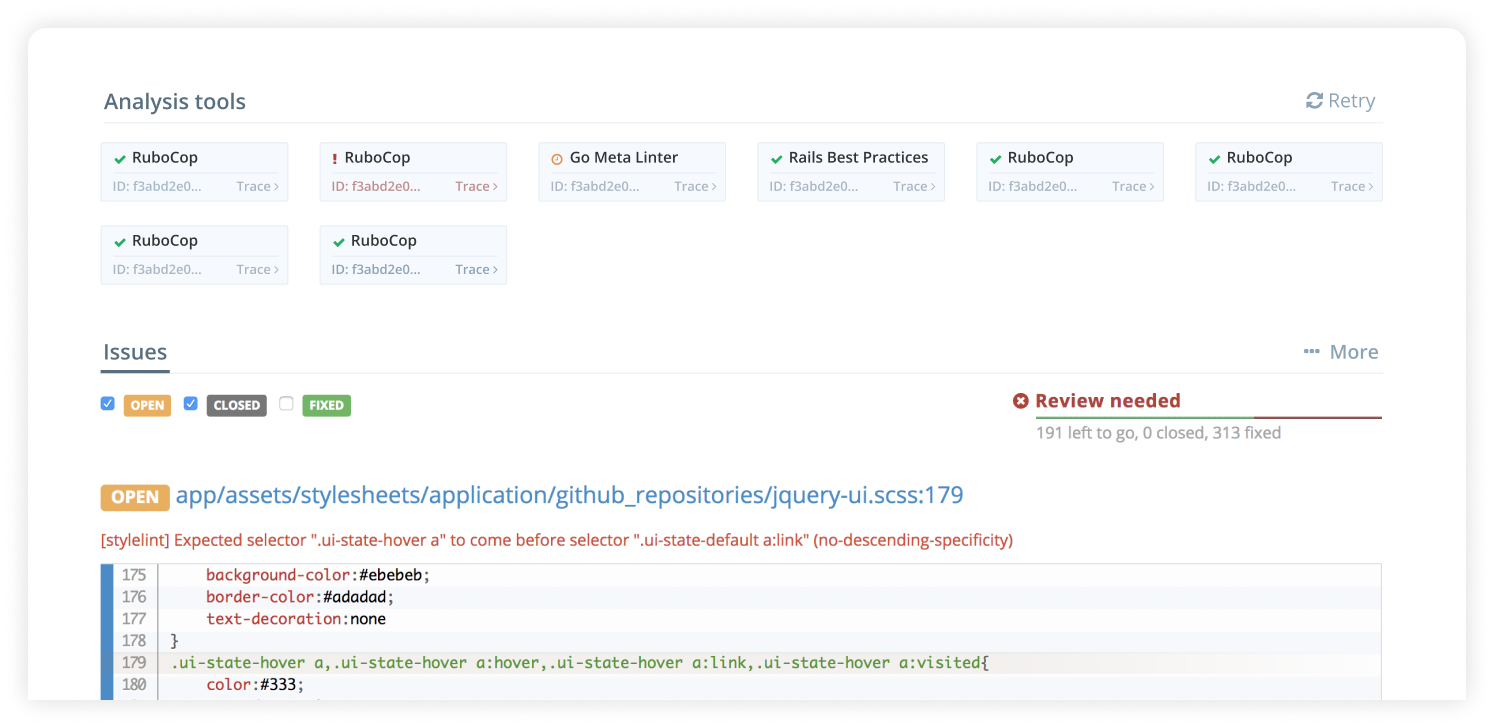 Analysis tools
Retry
RuboCop
ID: f3abd2e0... Trace >
! RuboCop
ID: f3abd2e0... Trace >
Go Meta Linter
ID: f3abd2e0... Trace >
Rails Best Practices
ID: f3abd2e0... Trace >
RuboCop
ID: f3abd2e0... Trace >
RuboCop
ID: f3abd2e0... Trace >
RuboCop
ID: f3abd2e0... Trace >
RuboCop
ID: f3abd2e0... Trace >
Issues
More
OPEN CLOSED FIXED
Review needed
191 left to go, 0 closed, 313 fixed
OPEN app/assets/stylesheets/application/github_repositories/jquery-ui.scss:179
[stylelint] Expected selector ".ui-state-hover a" to come before selector ".ui-state-default a:link" (no-descending-specificity)
175 background-color:#ebebeb;
176 border-color:#adadad;
177 text-decoration:none
178 }
179 .ui-state-hover a,.ui-state-hover a:hover,.ui-state-hover a:link,.ui-state-hover a:visited{
180 color:#333;